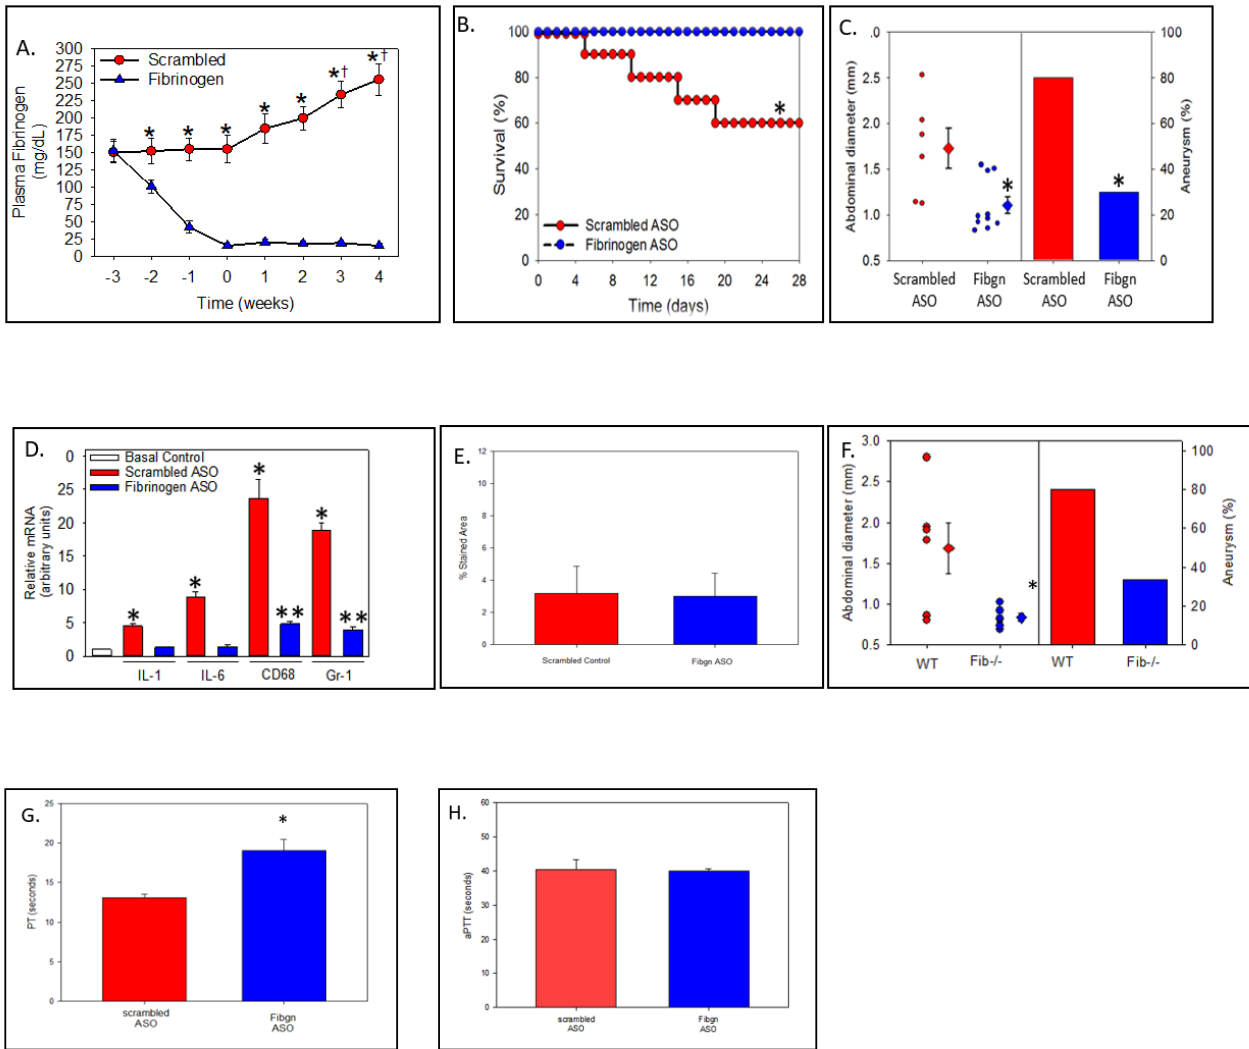 A.
Plasma Fibrinogen
(mg/dL)
300
275
250
225
200
175
150
125
100
75
50
25
0
Scrambled
Fibrinogen
* * * * * *† *†
-3 -2 -1 0 1 2 3 4
Time (weeks)
B.
Survival (%)
100
80
60
40
20
0
*
Scrambled ASO
Fibrinogen ASO
0 4 8 12 16 20 24 28
Time (days)
C.
Abdominal diameter (mm)
.0
2.5
2.0
1.5
1.0
0.5
* *
100
80
60
40
20
0
Aneurysm (%)
Scrambled Fibgn Scrambled Fibgn
ASO ASO ASO ASO
D.
Relative mRNA
(arbitrary units)
0
25
20
15
10
5
0
Basal Control
Scrambled ASO
Fibrinogen ASO
* * * ** * **
IL-1 IL-6 CD68 Gr-1
E.
% Stained Area
12
10
8
6
4
2
0
Scrambled Control Fibgn ASO
F.
Abdominal diameter (mm)
3.0
2.5
2.0
1.5
1.0
0.5
*
100
80
60
40
20
0
Aneurysm (%)
WT Fib-/- WT Fib-/-
G.
PT (seconds)
25
20
15
10
5
0
*
scrambled Fibgn
ASO ASO
H.
aPTT (seconds)
60
50
40
30
20
10
0
scrambled Fibgn
ASO ASO